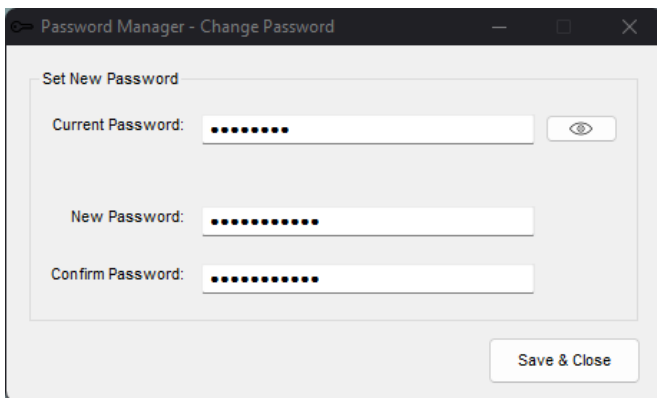 Password Manager - Change Password
Set New Password
Current Password: ●●●●●●●●
New Password: ●●●●●●●●●●●
Confirm Password: ●●●●●●●●●●●
Save & Close